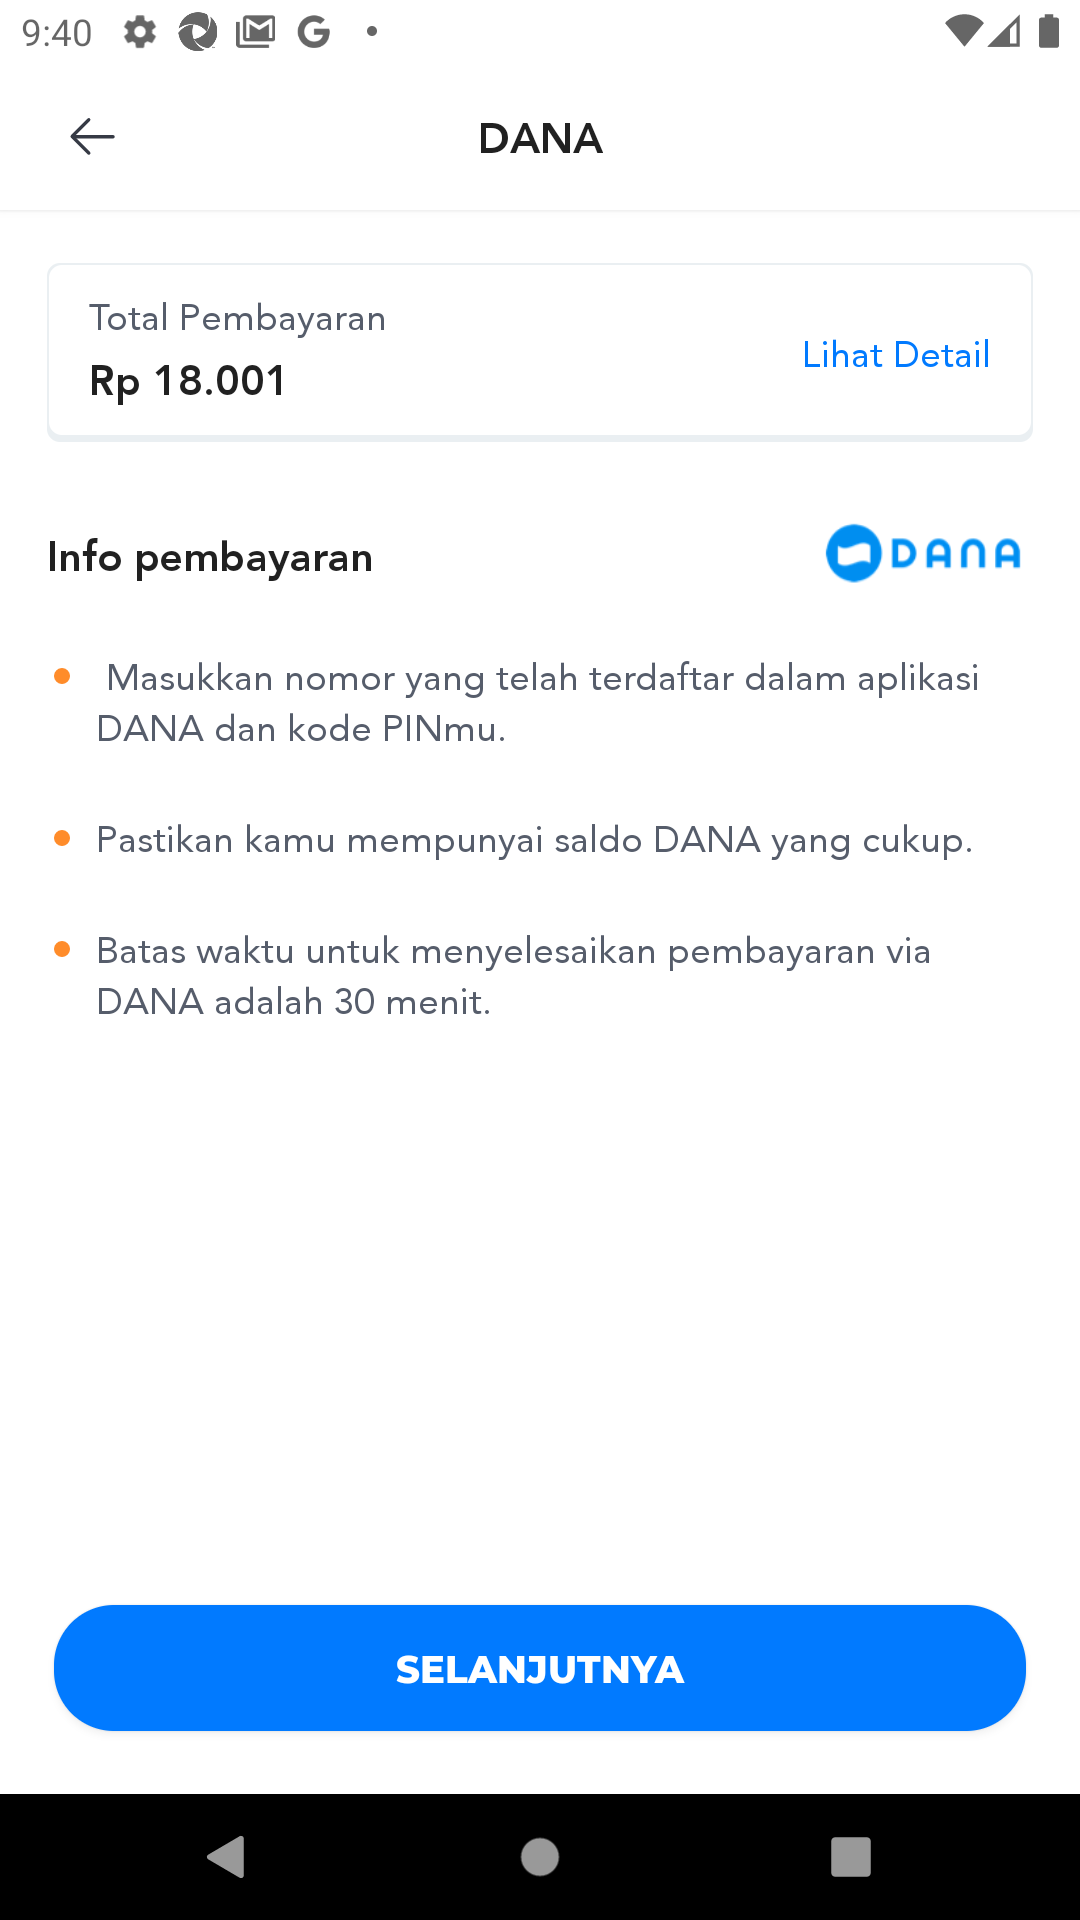 9:40
DANA
Total Pembayaran
Rp 18.001
Lihat Detail
Info pembayaran
DANA
Masukkan nomor yang telah terdaftar dalam aplikasi
DANA dan kode PINmu.
Pastikan kamu mempunyai saldo DANA yang cukup.
Batas waktu untuk menyelesaikan pembayaran via
DANA adalah 30 menit.
SELANJUTNYA